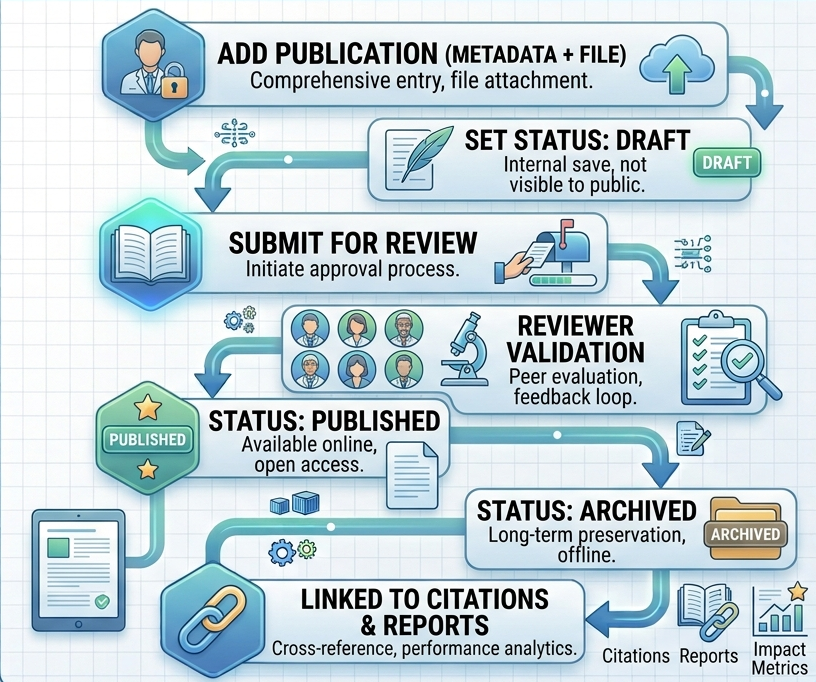 ADD PUBLICATION (METADATA + FILE)
Comprehensive entry, file attachment.
SET STATUS: DRAFT
Internal save, not
visible to public.
DRAFT
SUBMIT FOR REVIEW
Initiate approval process.
REVIEWER
VALIDATION
Peer evaluation,
feedback loop.
PUBLISHED
STATUS: PUBLISHED
Available online,
open access.
STATUS: ARCHIVED
Long-term preservation,
offline.
ARCHIVED
LINKED TO CITATIONS
& REPORTS
Cross-reference, performance analytics.
Citations
Reports
Impact
Metrics